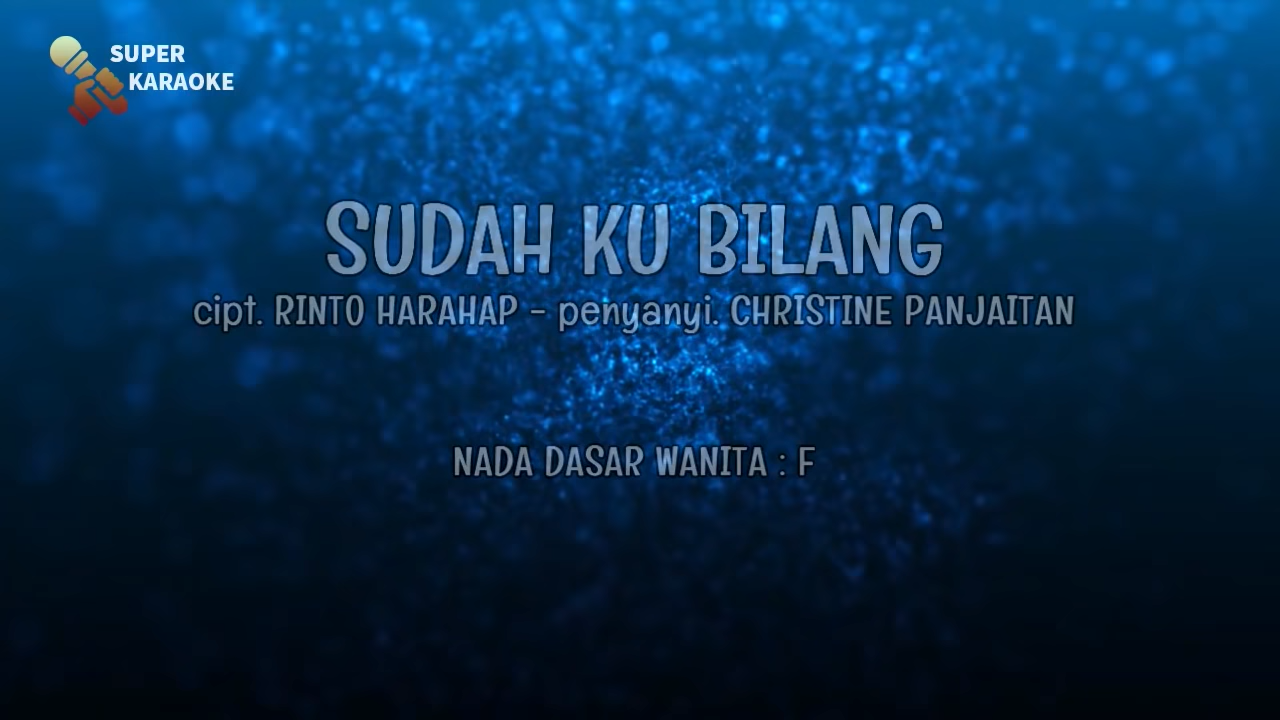 SUPER
KARAOKE
SUDAH KU BILANG
cipt. RINTO HARAHAP - penyanyi. CHRISTINE PANJAITAN
NADA DASAR WANITA : F